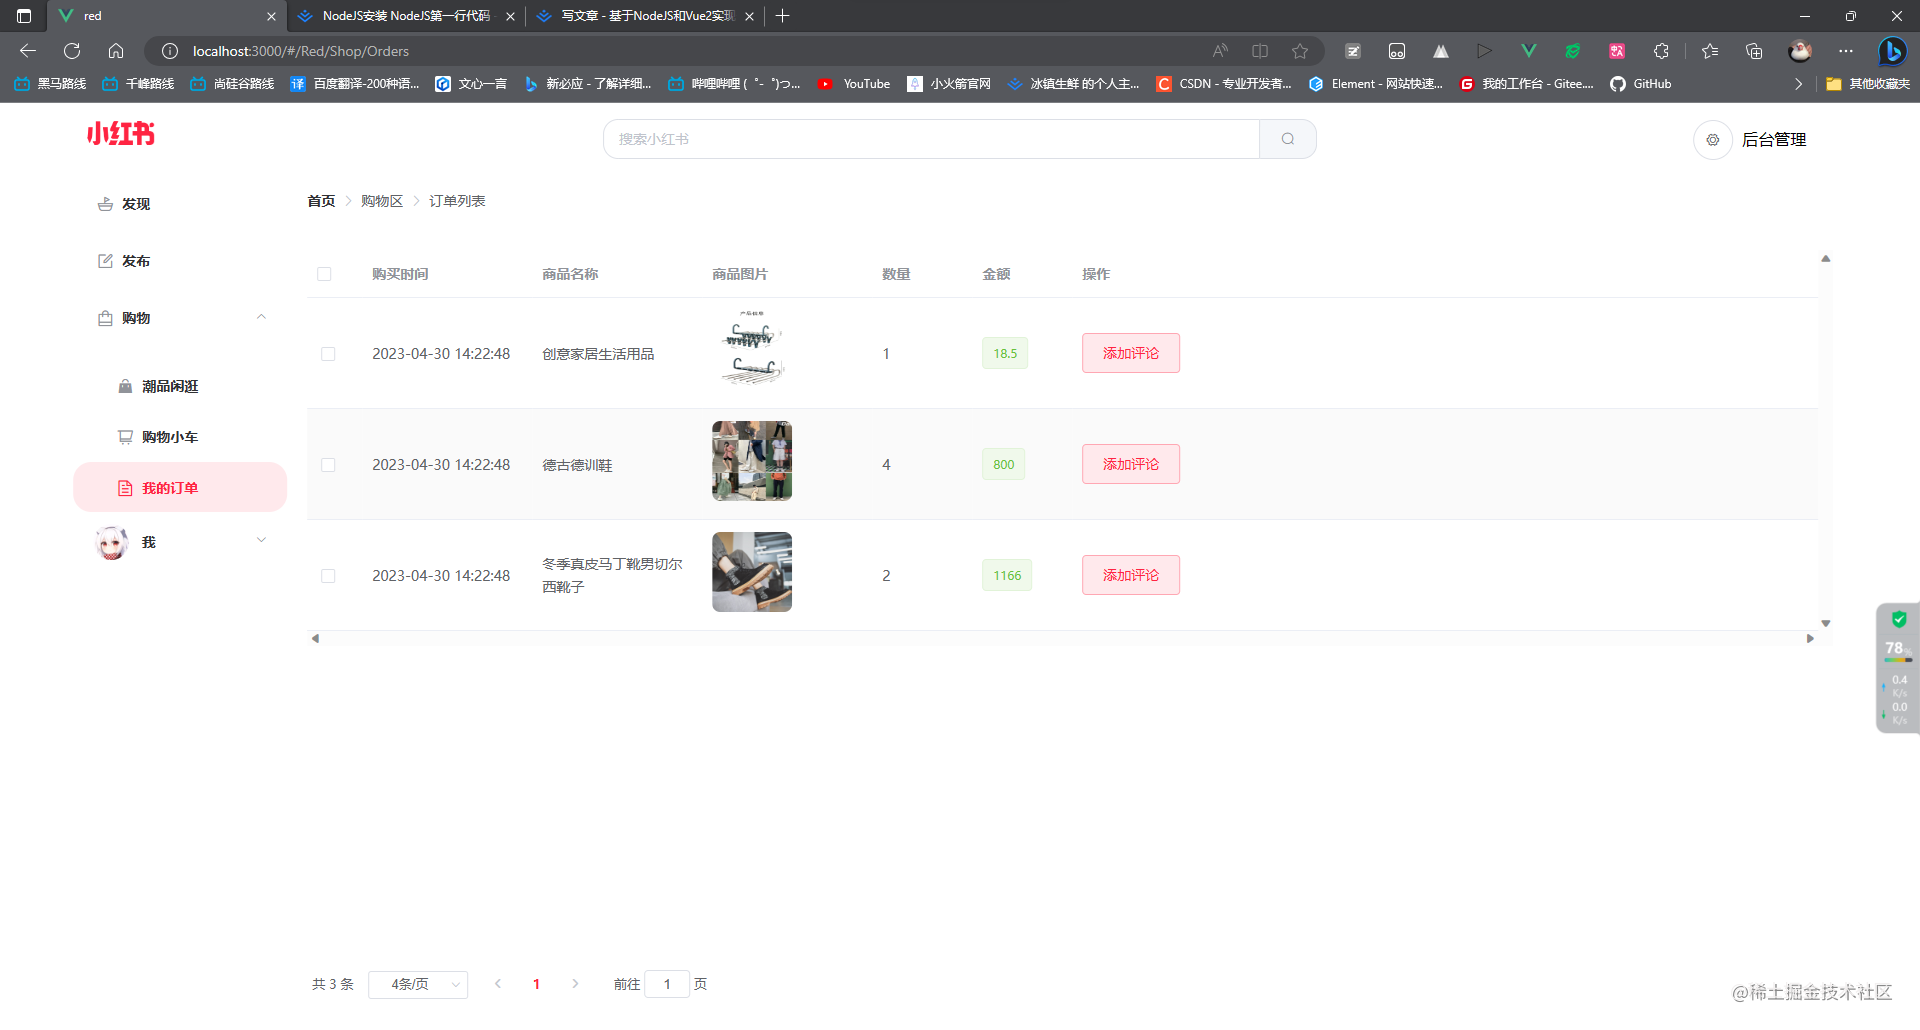 red
NodeJS安装 NodeJS第一行代码
写文章 - 基于NodeJS和Vue2实现
localhost:3000/#/Red/Shop/Orders
黑马路线
千峰路线
尚硅谷路线
百度翻译-200种语...
文心一言
新必应 - 了解详细...
哔哩哔哩 ( ゜- ゜)つ...
YouTube
小火箭官网
冰镇生鲜 的个人主...
CSDN - 专业开发者...
Element - 网站快速...
我的工作台 - Gitee....
GitHub
其他收藏夹
小红书
搜索小红书
后台管理
发现
发布
购物
潮品闲逛
购物小车
我的订单
我
首页 购物区 订单列表
购买时间 商品名称 商品图片 数量 金额 操作
产品信息
2023-04-30 14:22:48 创意家居生活用品 1 18.5 添加评论
2023-04-30 14:22:48 德古德训鞋 4 800 添加评论
2023-04-30 14:22:48 冬季真皮马丁靴男切尔
西靴子 2 1166 添加评论
78%
0.4
K/s
0.0
K/s
共 3 条 4条/页 1 前往 1 页
@稀土掘金技术社区